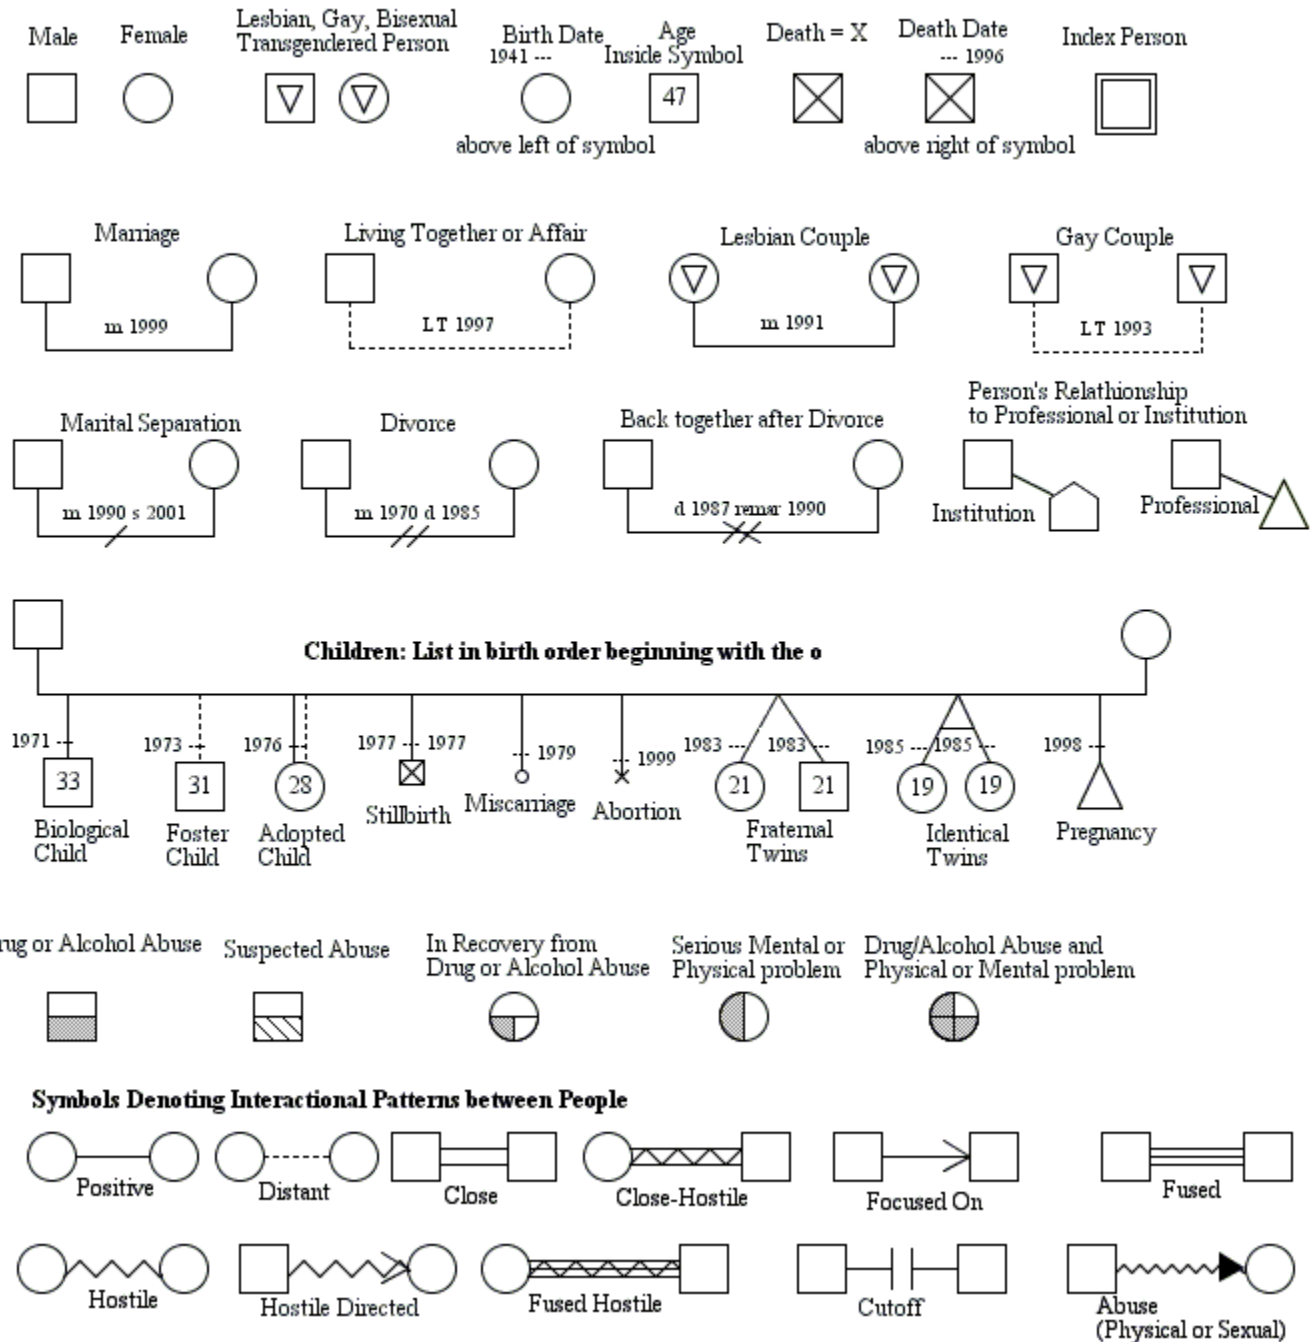 Male
Female
Lesbian, Gay, Bisexual
Transgendered Person
Birth Date
1941 ---
above left of symbol
Age
Inside Symbol
47
Death = X
Death Date
--- 1996
above right of symbol
Index Person
Marriage
m 1999
Living Together or Affair
LT 1997
Lesbian Couple
m 1991
Gay Couple
LT 1993
Marital Separation
m 1990 s 2001
Divorce
m 1970 d 1985
Back together after Divorce
d 1987 remar 1990
Person's Relathionship
to Professional or Institution
Institution
Professional
Children: List in birth order beginning with the o
1971 ---
33
Biological
Child
1973 ---
31
Foster
Child
1976 ---
28
Adopted
Child
1977 --- 1977
Stillbirth
--- 1979
Miscarriage
--- 1999
Abortion
1983 ---
21
1983 ---
21
Fraternal
Twins
1985 ---
19
1985 ---
19
Identical
Twins
1998 ---
Pregnancy
rug or Alcohol Abuse
Suspected Abuse
In Recovery from
Drug or Alcohol Abuse
Serious Mental or
Physical problem
Drug/Alcohol Abuse and
Physical or Mental problem
Symbols Denoting Interactional Patterns between People
Positive
Distant
Close
Close-Hostile
Focused On
Fused
Hostile
Hostile Directed
Fused Hostile
Cutoff
Abuse
(Physical or Sexual)